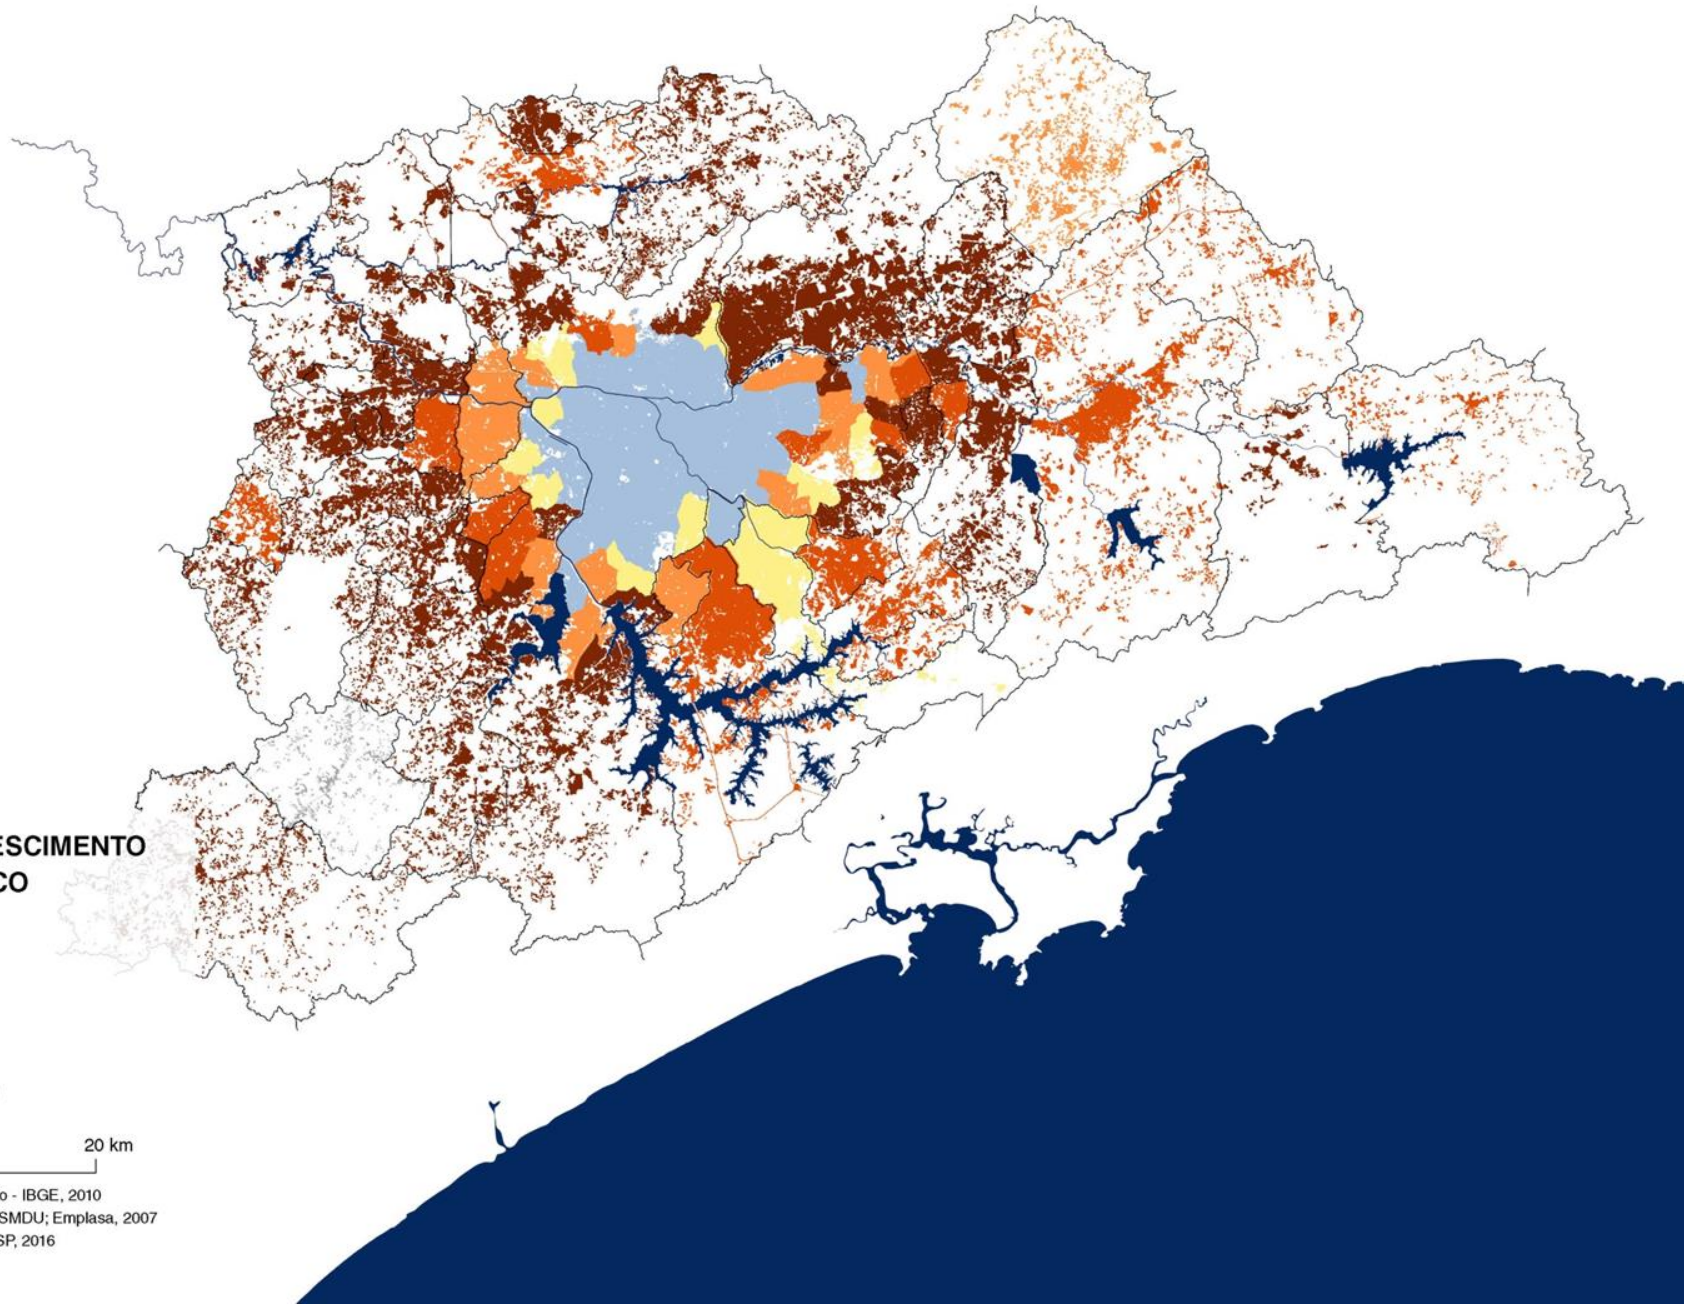 ESCIMENTO
CO
20 km
o - IBGE, 2010
SMDU; Emplasa, 2007
SP, 2016